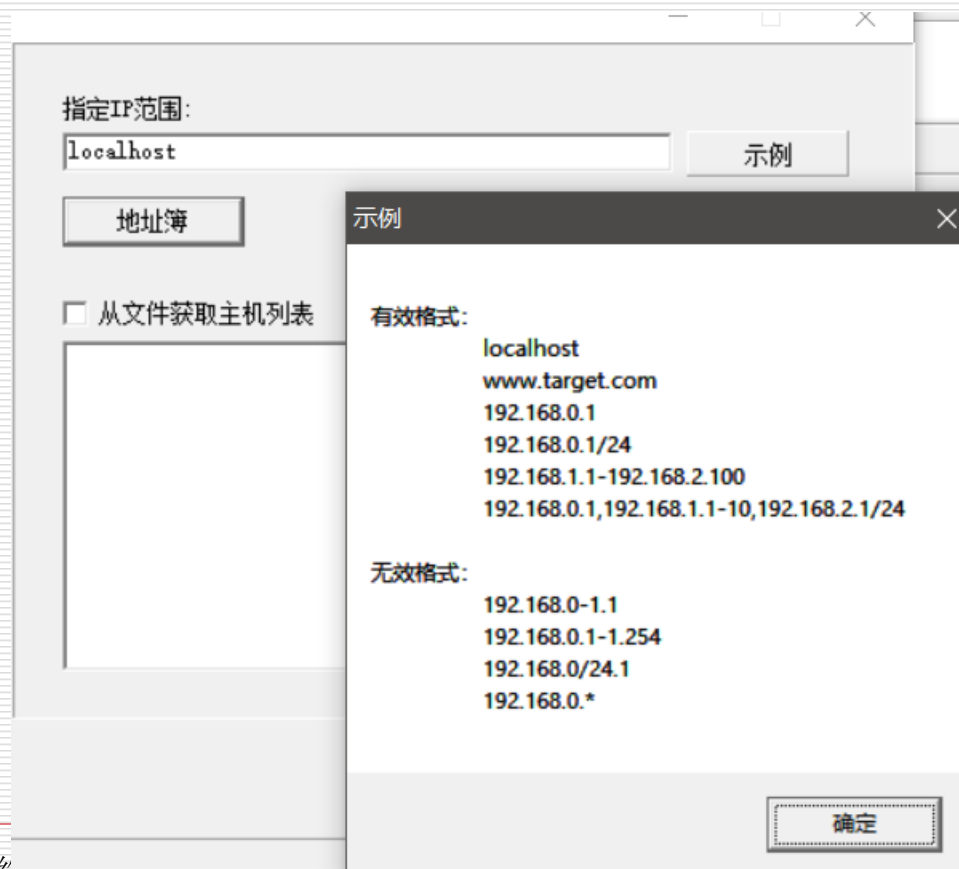 指定IP范围:
localhost
示例
地址簿
示例
从文件获取主机列表
有效格式：
localhost
www.target.com
192.168.0.1
192.168.0.1/24
192.168.1.1-192.168.2.100
192.168.0.1,192.168.1.1-10,192.168.2.1/24
无效格式：
192.168.0-1.1
192.168.0.1-1.254
192.168.0/24.1
192.168.0.*
确定